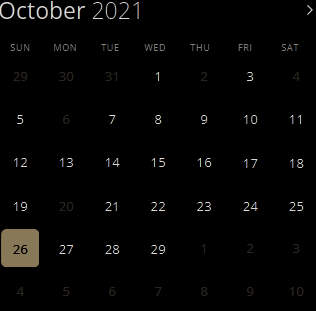 October 2021
SUN MON TUE WED THU FRI SAT
29 30 31 1 2 3 4
5 6 7 8 9 10 11
12 13 14 15 16 17 18
19 20 21 22 23 24 25
26 27 28 29 1 2 3
4 5 6 7 8 9 10